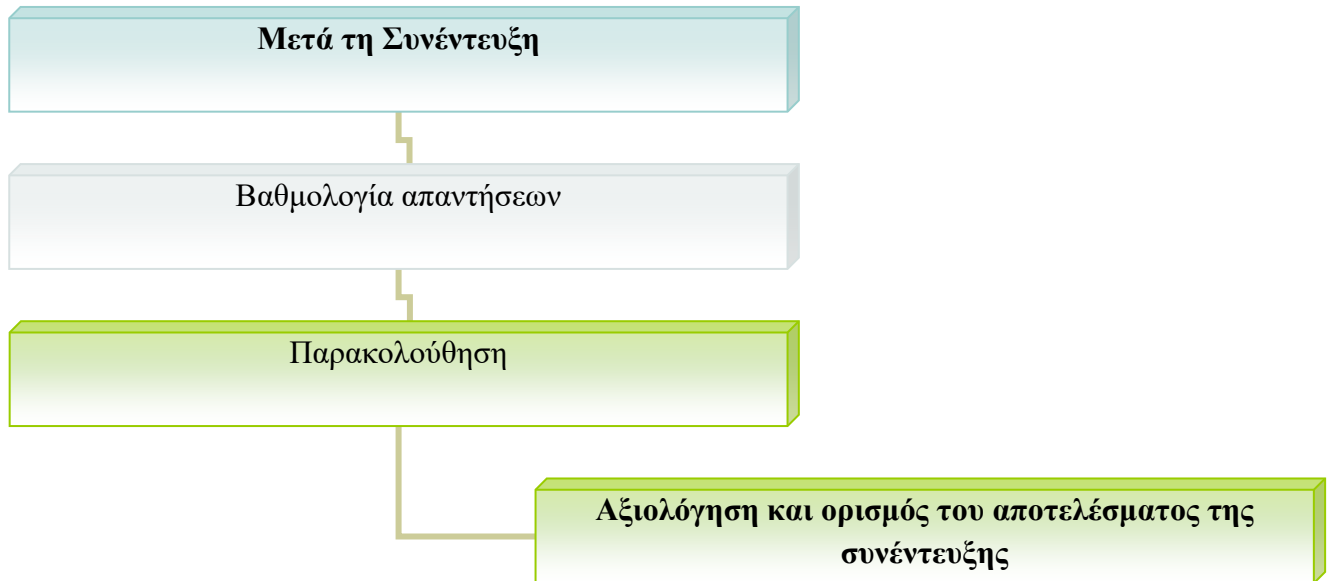 Μετά τη Συνέντευξη
Βαθμολογία απαντήσεων
Παρακολούθηση
Αξιολόγηση και ορισμός του αποτελέσματος της
συνέντευξης